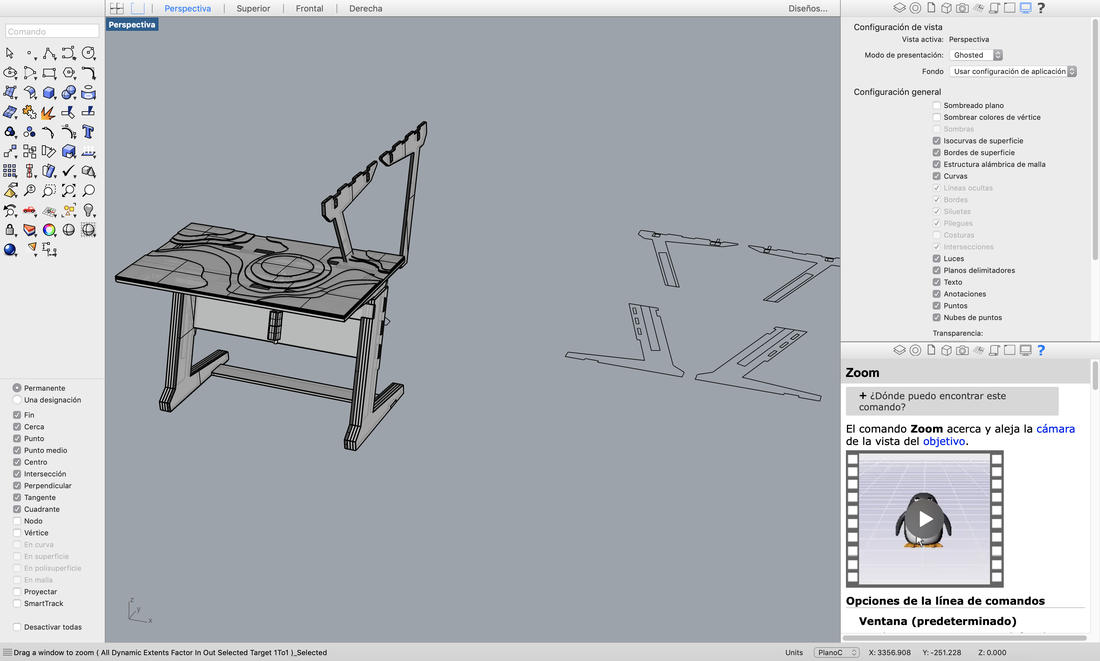 Perspectiva
Superior
Frontal
Derecha
Diseños...
Perspectiva
Comando
Permanente
Una designación
Fin
Cerca
Punto
Punto medio
Centro
Intersección
Perpendicular
Tangente
Cuadrante
Nodo
Vértice
En curva
En superficie
En polisuperficie
En malla
Proyectar
SmartTrack
Desactivar todas
z
y
x
Configuración de vista
Vista activa: Perspectiva
Modo de presentación: Ghosted
Fondo Usar configuración de aplicación
Configuración general
Sombreado plano
Sombrear colores de vértice
Sombras
Isocurvas de superficie
Bordes de superficie
Estructura alámbrica de malla
Curvas
Líneas ocultas
Bordes
Siluetas
Pliegues
Costuras
Intersecciones
Luces
Planos delimitadores
Texto
Anotaciones
Puntos
Nubes de puntos
Transparencia:
Zoom
+ ¿Dónde puedo encontrar este
comando?
El comando Zoom acerca y aleja la cámara
de la vista del objetivo.
Opciones de la línea de comandos
Ventana (predeterminado)
Drag a window to zoom ( All Dynamic Extents Factor In Out Selected Target 1To1 )_Selected
Units PlanoC X: 3356.908 Y: -251.228 Z: 0.000